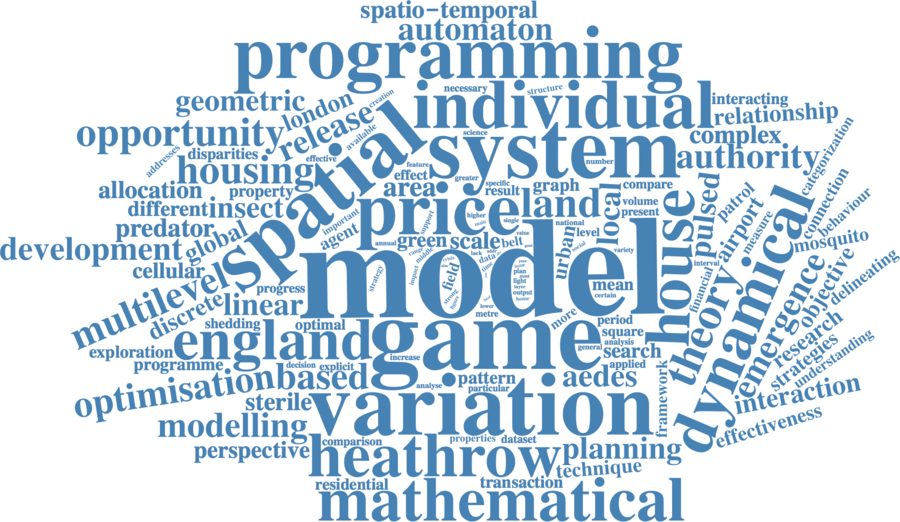 spatio-temporal
automaton
programming
necessary
structure
creation
geometric
london
individual
interacting
relationship
opportunity
release
available
science
system
number
complex
authority
categorization
addresses
disparities
effective
housing
spatial
feature
effect
greater
specific
result
graph
compare
allocation
property
area
price
land
local
volume
present
house
pulsed
patrol
connection
behaviour
different
insect
important
agent
support
higher
single
national
level
urban
social
airport
measure
dynamical
mosquito
predator
global
annual
green
scale
belt
value
data
development
cellular
range
middle
impact
lack
time
model
variety
interval
financial
theory
emergence
objective
delineating
multilevel
discrete
progress
strategy
field
strong
plan
light
layer
output
home
lower
metre
mean
certain
linear
shedding
optimal
game
more
period
square
analysis
research
strategies
understanding
exploration
england
general
search
programme
decision
explicit
increase
applied
optimisation
based
analyse
pattern
particular
aedes
framework
interaction
sterile
variation
effectiveness
modelling
perspective
comparison
heathrow
properties
dataset
planning
technique
residential
transaction
mathematical